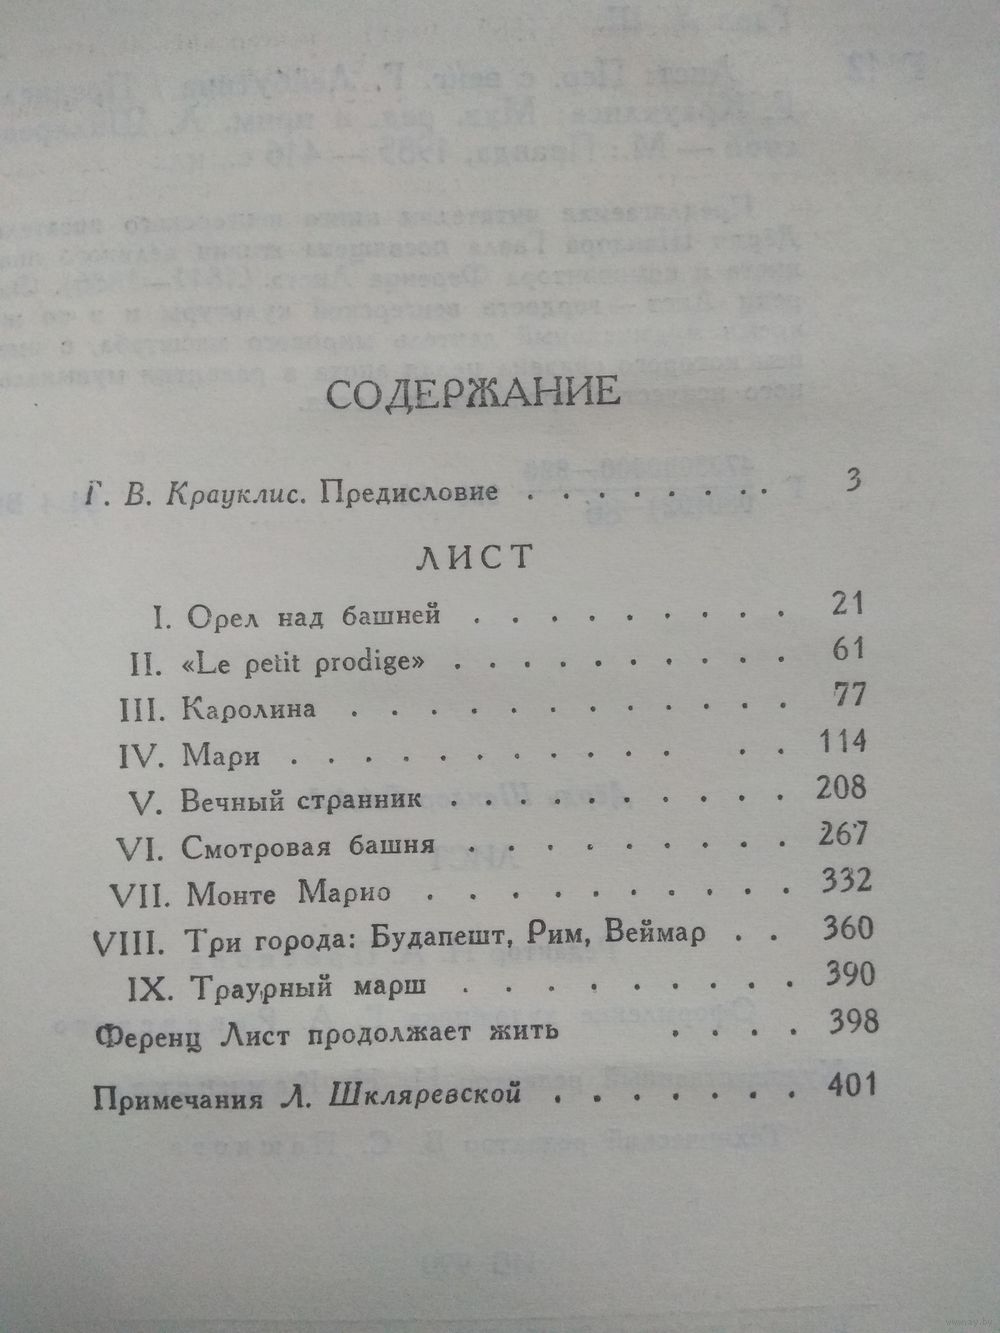 СОДЕРЖАНИЕ
Г. В. Крауклис. Предисловие . . . . . . . . 3
ЛИСТ
I. Орел над башней . . . . . . . . . 21
II. «Le petit prodige» . . . . . . . . . . 61
III. Каролина . . . . . . . . . . . . 77
IV. Мари . . . . . . . . . . . . . 114
V. Вечный странник . . . . . . . . . . 208
VI. Смотровая башня . . . . . . . . . 267
VII. Монте Марио . . . . . . . . . . 332
VIII. Три города: Будапешт, Рим, Веймар . . 360
IX. Траурный марш . . . . . . . . . 390
Ференц Лист продолжает жить . . . . 398
Примечания Л. Шкляревской . . . . . . . 401